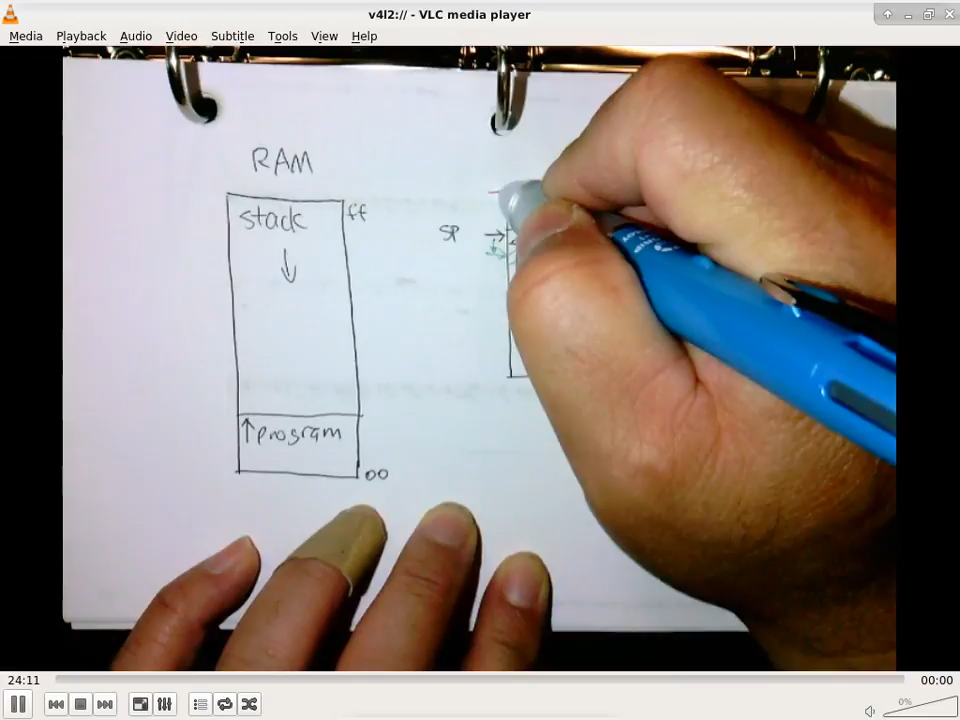 v4l2:// - VLC media player
Media Playback Audio Video Subtitle Tools View Help
RAM
stack
ff
SP
↑program
00
24:11
00:00
0%